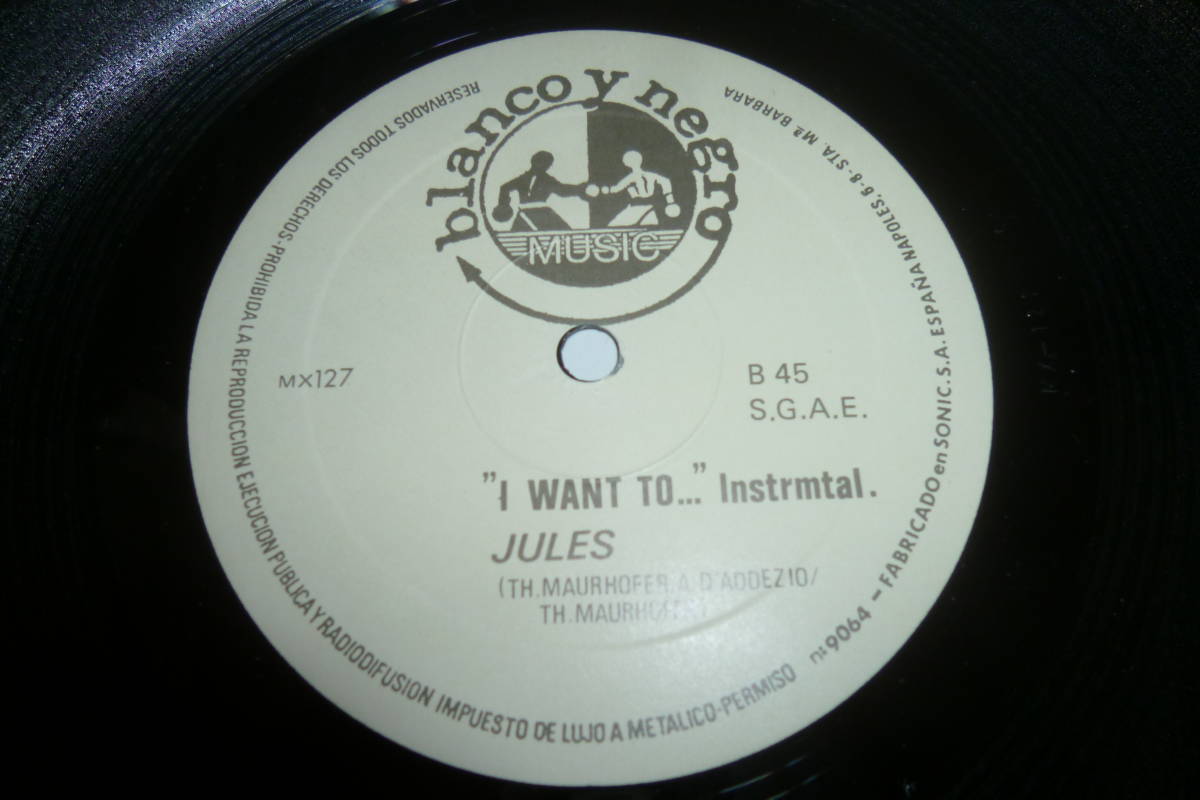 blanco y negro
MUSIC
MX127
B 45
S.G.A.E.
"I WANT TO..." Instrmtal.
JULES
(TH.MAURHOFER.A.D'ADDEZIO/
TH.MAURHOFER)
RESERVADOS TODOS LOS DERECHOS-PROHIBIDA LA REPRODUCCION EJECUCION PUBLICA Y RADIODIFUSION IMPUESTO DE LUJO A METALICO-PERMISO nº 9064 - FABRICADO en SONIC.S.A. ESPAÑA NAPOLES, 6-8-STA. Mª BARBARA